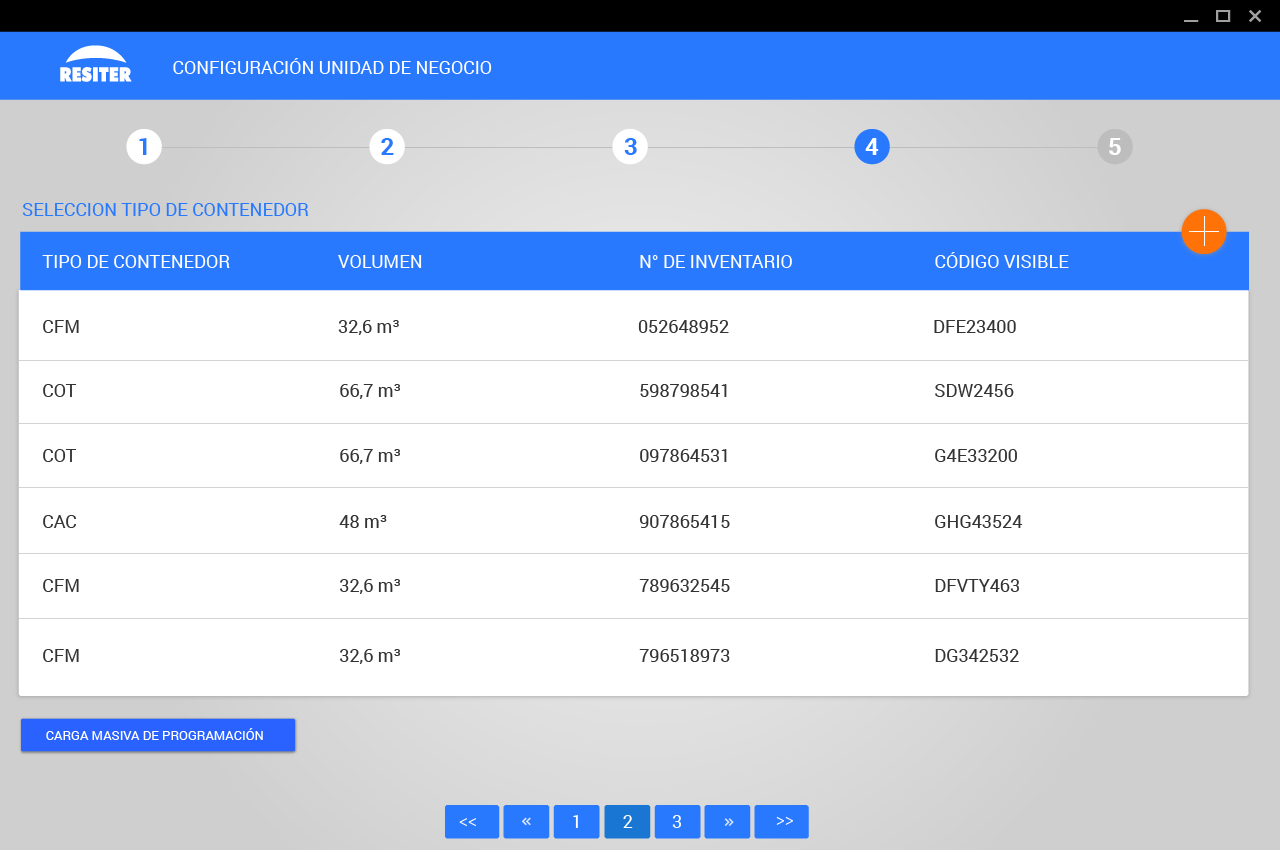 RESITER
CONFIGURACIÓN UNIDAD DE NEGOCIO
1 2 3 4 5
SELECCION TIPO DE CONTENEDOR
TIPO DE CONTENEDOR VOLUMEN N° DE INVENTARIO CÓDIGO VISIBLE
CFM 32,6 m³ 052648952 DFE23400
COT 66,7 m³ 598798541 SDW2456
COT 66,7 m³ 097864531 G4E33200
CAC 48 m³ 907865415 GHG43524
CFM 32,6 m³ 789632545 DFVTY463
CFM 32,6 m³ 796518973 DG342532
CARGA MASIVA DE PROGRAMACIÓN
<< « 1 2 3 » >>